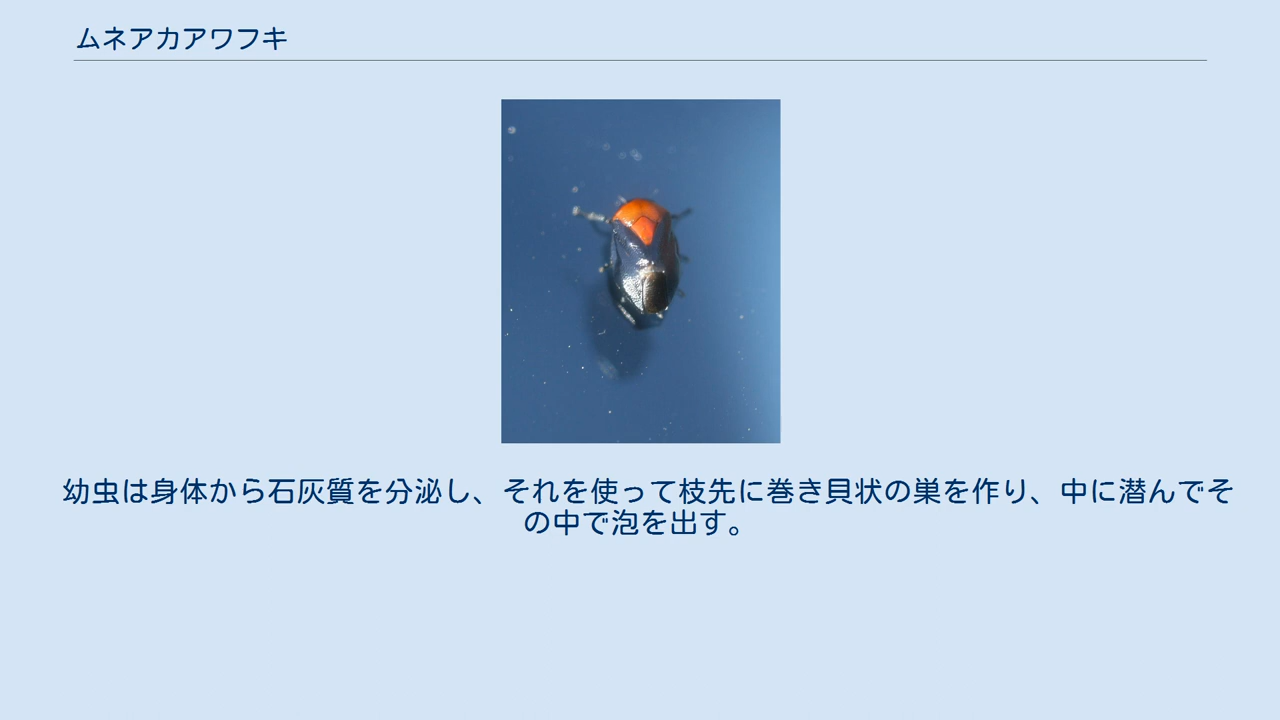 ムネアカアワフキ
幼虫は身体から石灰質を分泌し、それを使って枝先に巻き貝状の巣を作り、中に潜んでそ
の中で泡を出す。